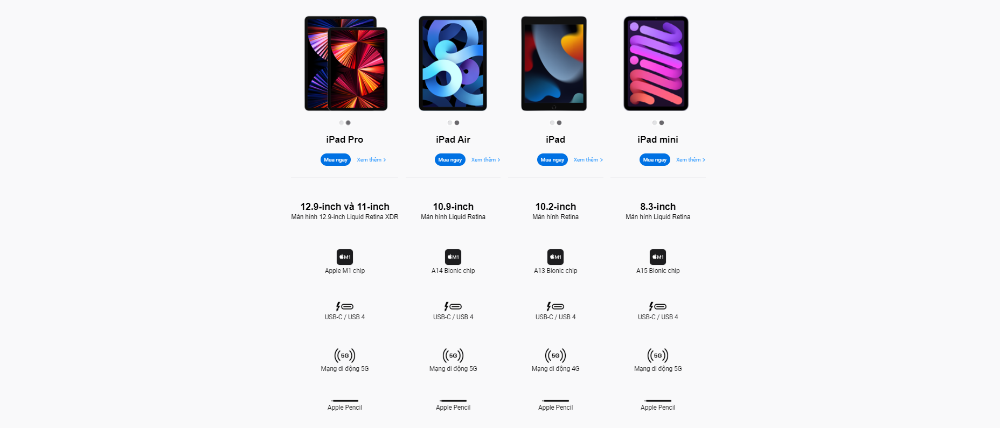 iPad Pro
Mua ngay Xem thêm >
12.9-inch và 11-inch
Màn hình 12.9-inch Liquid Retina XDR
M1
Apple M1 chip
USB-C / USB 4
5G
Mạng di động 5G
Apple Pencil
iPad Air
Mua ngay Xem thêm >
10.9-inch
Màn hình Liquid Retina
M1
A14 Bionic chip
USB-C / USB 4
5G
Mạng di động 5G
Apple Pencil
iPad
Mua ngay Xem thêm >
10.2-inch
Màn hình Retina
M1
A13 Bionic chip
USB-C / USB 4
5G
Mạng di động 4G
Apple Pencil
iPad mini
Mua ngay Xem thêm >
8.3-inch
Màn hình Liquid Retina
M1
A15 Bionic chip
USB-C / USB 4
5G
Mạng di động 5G
Apple Pencil